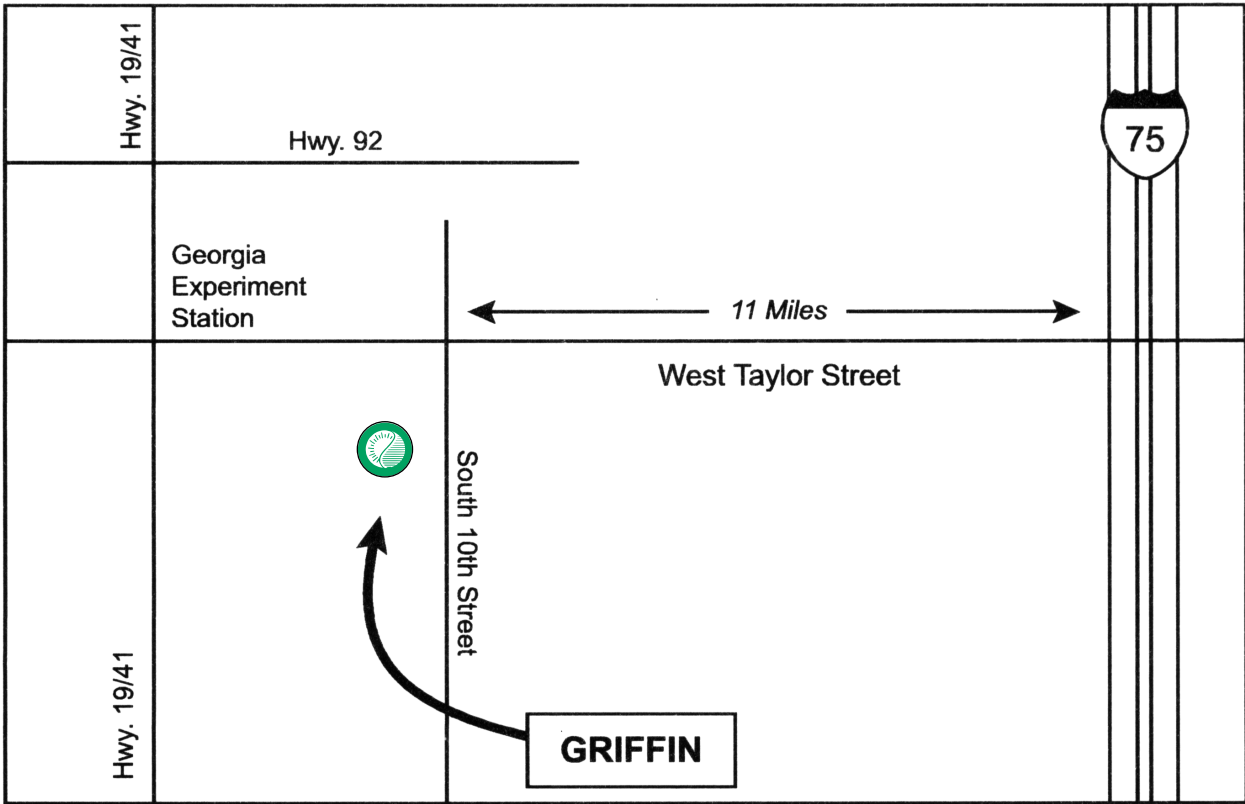 Hwy. 19/41
Hwy. 92
75
Georgia
Experiment
Station
11 Miles
West Taylor Street
South 10th Street
Hwy. 19/41
GRIFFIN